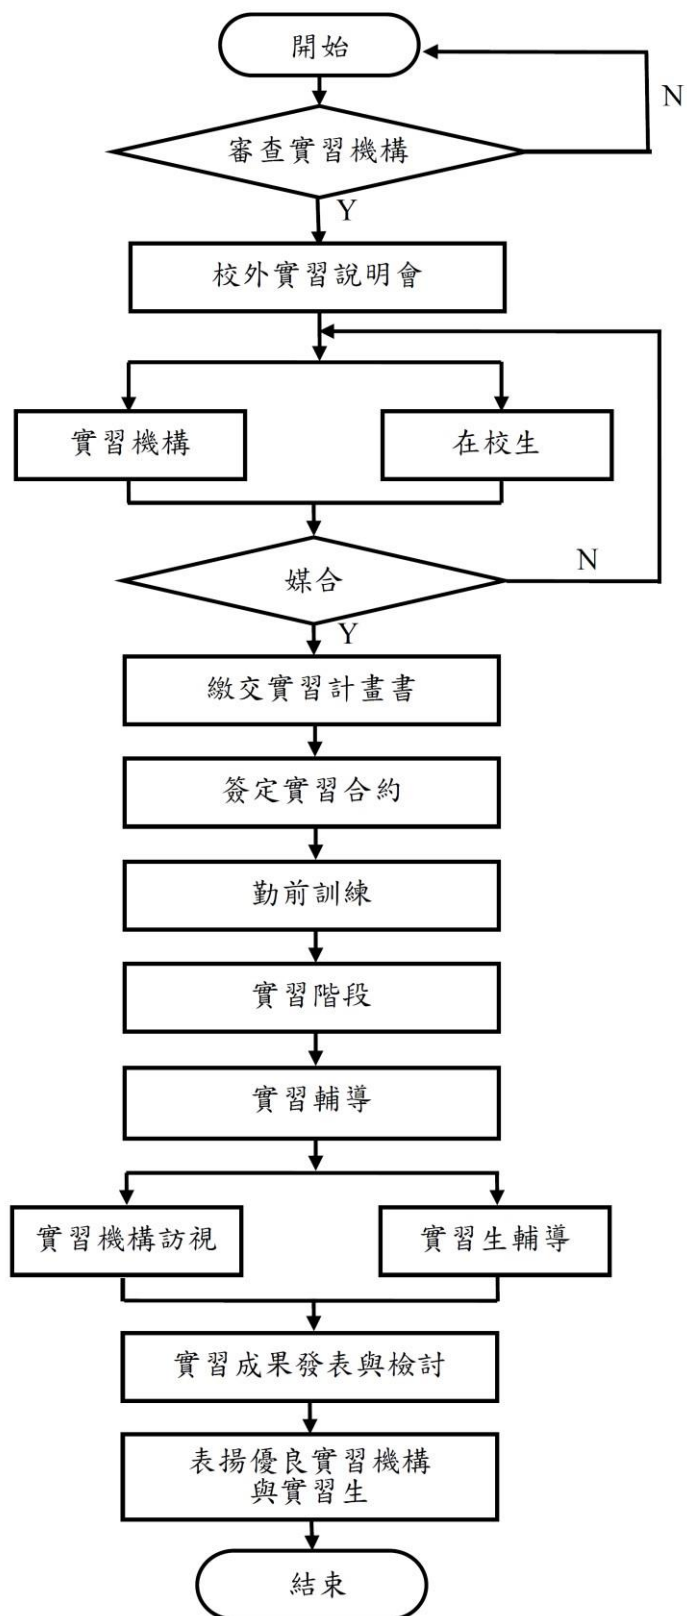 開始
N
審查實習機構
Y
校外實習說明會
實習機構
在校生
媒合
N
Y
繳交實習計畫書
簽定實習合約
勤前訓練
實習階段
實習輔導
實習機構訪視
實習生輔導
實習成果發表與檢討
表揚優良實習機構
與實習生
結束